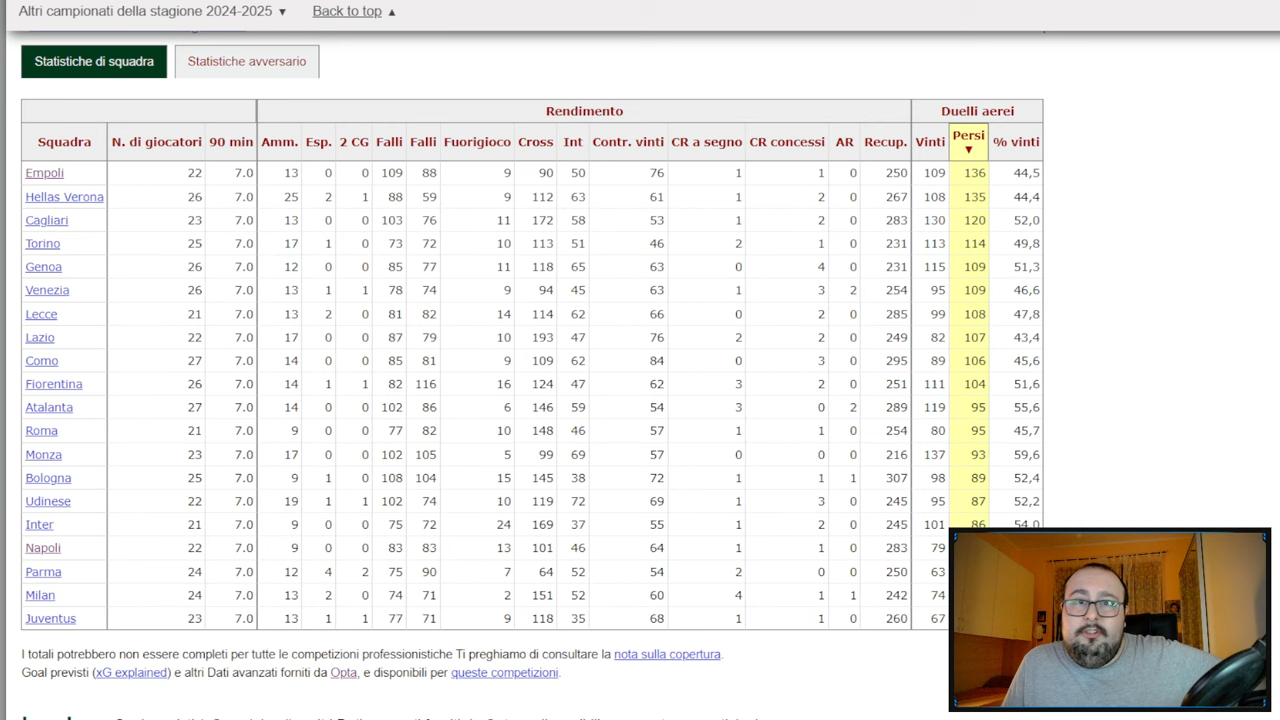 Altri campionati della stagione 2024-2025 ▼ Back to top ▲
Statistiche di squadra Statistiche avversario
Rendimento Duelli aerei
Squadra N. di giocatori 90 min Amm. Esp. 2 CG Falli Falli Fuorigioco Cross Int Contr. vinti CR a segno CR concessi AR Recup. Vinti Persi ▼ % vinti
Empoli 22 7.0 13 0 0 109 88 9 90 50 76 1 1 0 250 109 136 44,5
Hellas Verona 26 7.0 25 2 1 88 59 9 112 63 61 1 2 0 267 108 135 44,4
Cagliari 23 7.0 13 0 0 103 76 11 172 58 53 1 2 0 283 130 120 52,0
Torino 25 7.0 17 1 0 73 72 10 113 51 46 2 1 0 231 113 114 49,8
Genoa 26 7.0 12 0 0 85 77 11 118 65 63 0 4 0 231 115 109 51,3
Venezia 26 7.0 13 1 0 78 74 9 94 45 63 1 3 2 254 95 109 46,6
Lecce 21 7.0 13 2 0 81 82 14 114 62 66 0 2 0 285 99 108 47,8
Lazio 22 7.0 17 0 0 87 79 10 193 47 76 2 2 0 249 82 107 43,4
Como 27 7.0 14 0 0 85 81 9 109 62 84 0 3 0 295 89 106 45,6
Fiorentina 26 7.0 14 1 1 82 116 16 124 47 62 3 2 0 251 111 104 51,6
Atalanta 27 7.0 14 0 0 102 86 6 146 59 54 3 0 2 289 119 95 55,6
Roma 21 7.0 9 0 0 77 82 10 148 46 57 1 1 0 254 80 95 45,7
Monza 23 7.0 17 0 0 102 105 5 99 69 57 0 0 0 216 137 93 59,6
Bologna 25 7.0 9 1 0 108 104 15 145 38 72 1 1 1 307 98 89 52,4
Udinese 22 7.0 19 1 1 102 74 10 119 72 69 1 3 0 245 95 87 52,2
Inter 21 7.0 9 0 0 75 72 24 169 37 55 1 2 0 245 101 86 54,0
Napoli 22 7.0 9 0 0 83 83 13 101 46 64 1 1 0 283 79
Parma 24 7.0 12 4 2 75 90 7 64 52 54 2 0 0 250 63
Milan 24 7.0 13 2 0 74 71 2 151 52 60 4 1 1 242 74
Juventus 23 7.0 13 1 1 77 71 9 118 35 68 1 1 0 260 67
I totali potrebbero non essere completi per tutte le competizioni professionistiche Ti preghiamo di consultare la nota sulla copertura.
Goal previsti (xG explained) e altri Dati avanzati forniti da Opta, e disponibili per queste competizioni.